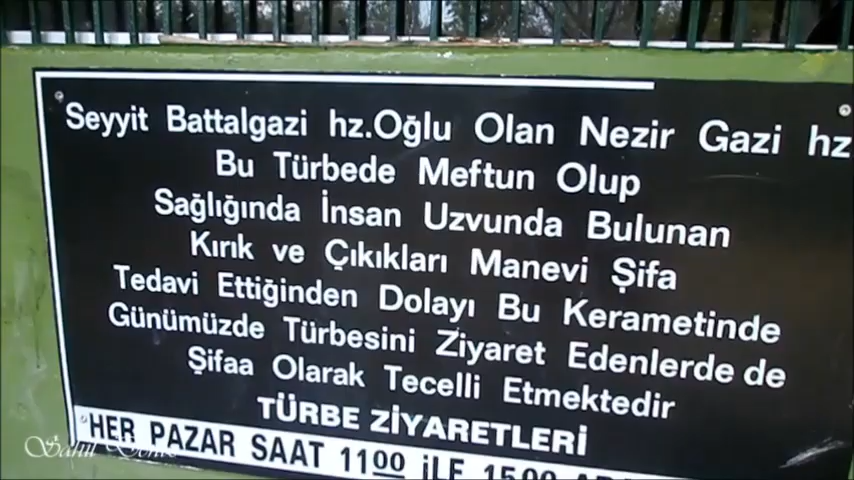 Seyyit Battalgazi hz.Oğlu Olan Nezir Gazi hz
Bu Türbede Meftun Olup
Sağlığında İnsan Uzvunda Bulunan
Kırık ve Çıkıkları Manevi Şifa
Tedavi Ettiğinden Dolayı Bu Kerametinde
Günümüzde Türbesini Ziyaret Edenlerde de
Şifaa Olarak Tecelli Etmektedir
TÜRBE ZİYARETLERİ
HER PAZAR SAAT 1100 İLE 15.00